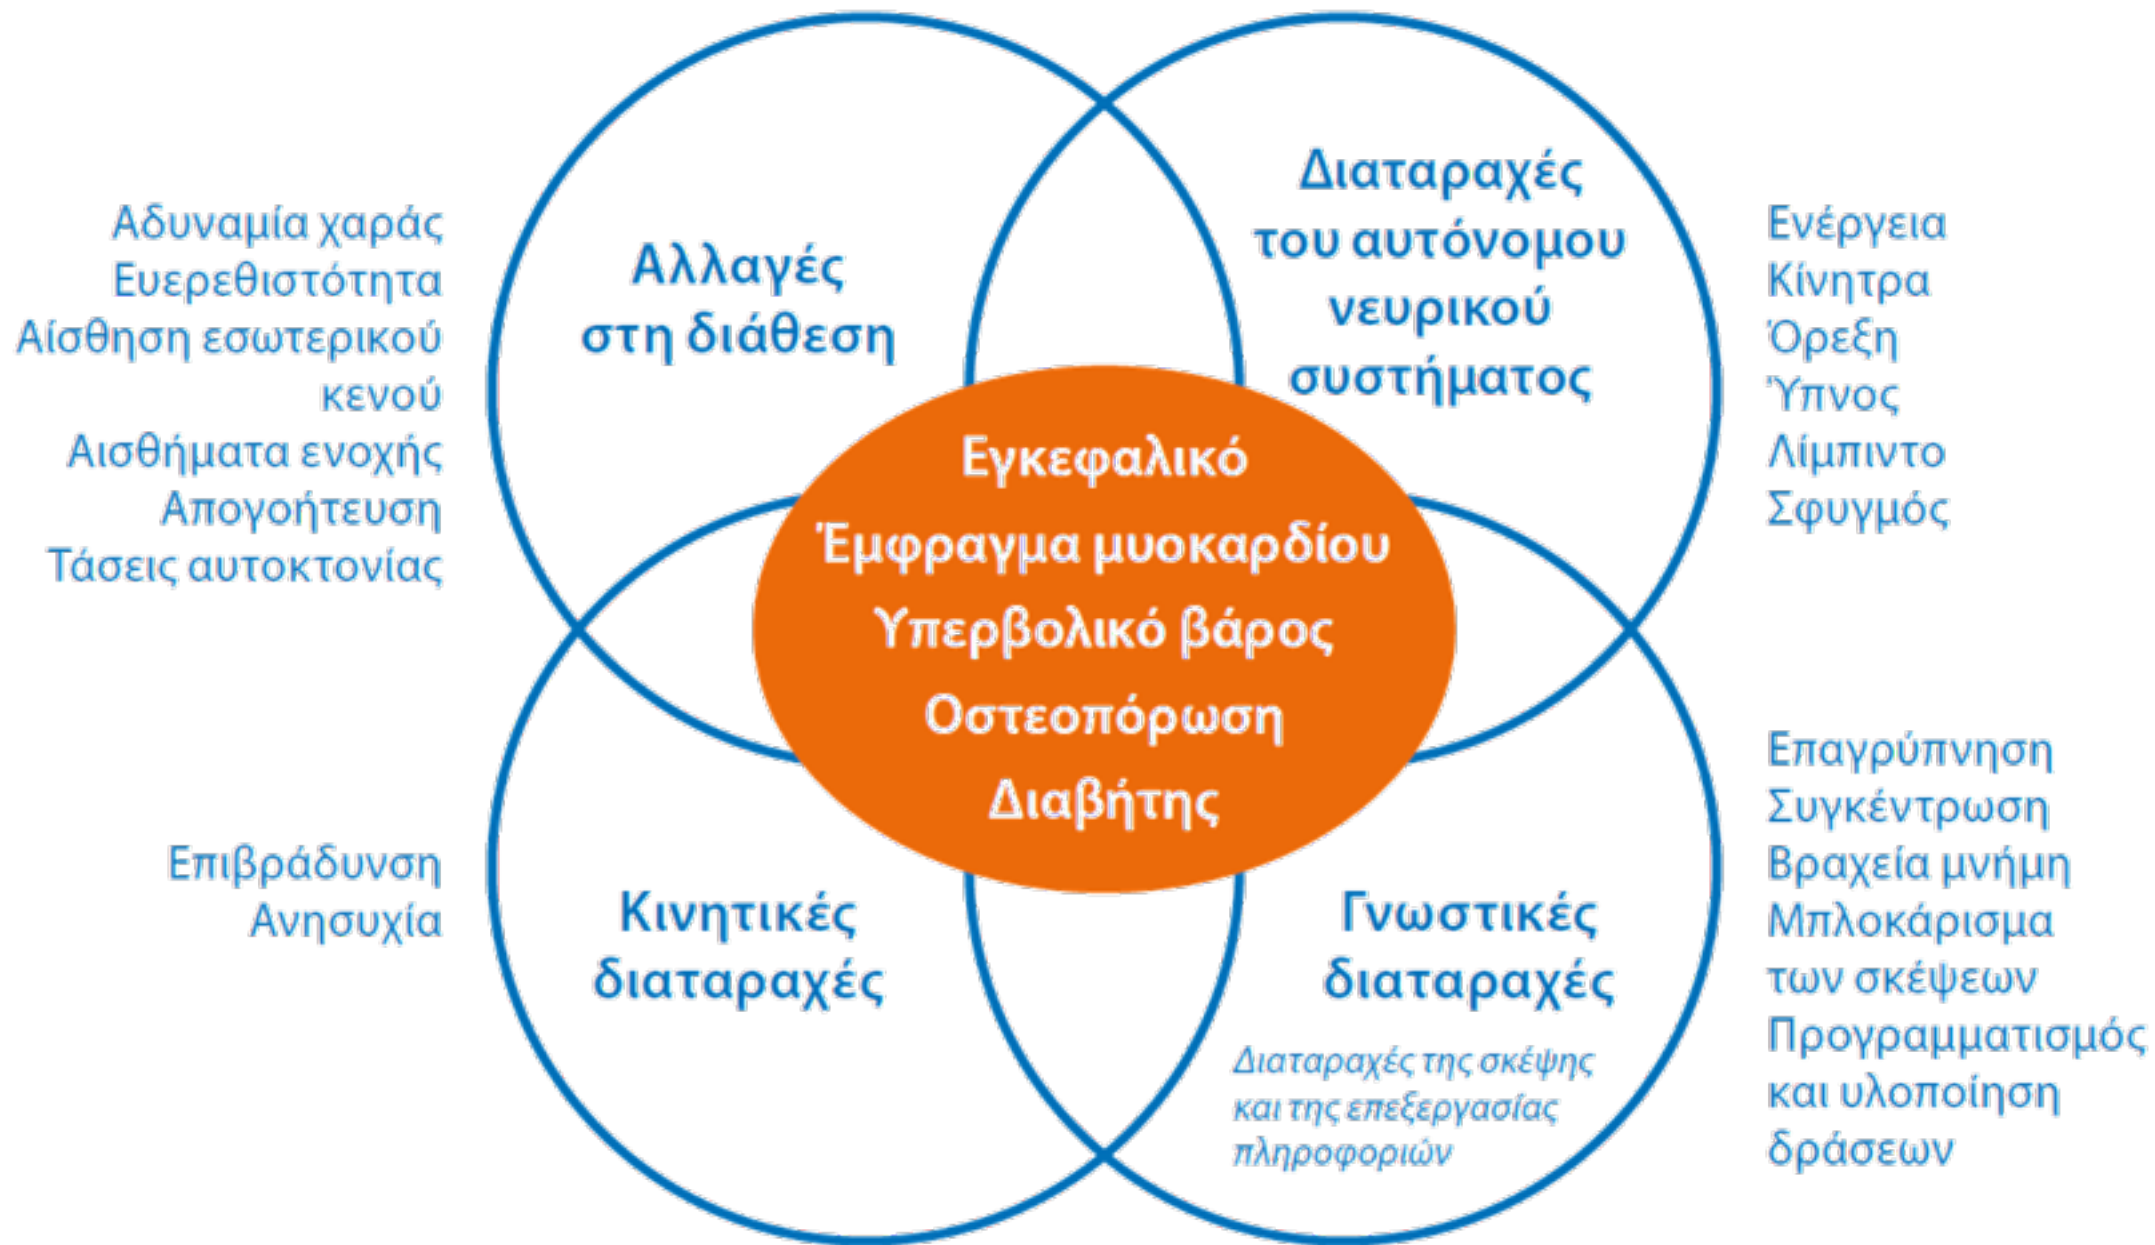 Αδυναμία χαράς
Ευερεθιστότητα
Αίσθηση εσωτερικού
κενού
Αισθήματα ενοχής
Απογοήτευση
Τάσεις αυτοκτονίας
Αλλαγές
στη διάθεση
Διαταραχές
του αυτόνομου
νευρικού
συστήματος
Ενέργεια
Κίνητρα
Όρεξη
Ύπνος
Λίμπιντο
Σφυγμός
Εγκεφαλικό
Έμφραγμα μυοκαρδίου
Υπερβολικό βάρος
Οστεοπόρωση
Διαβήτης
Επιβράδυνση
Ανησυχία
Κινητικές
διαταραχές
Γνωστικές
διαταραχές
Διαταραχές της σκέψης
και της επεξεργασίας
πληροφοριών
Επαγρύπνηση
Συγκέντρωση
Βραχεία μνήμη
Μπλοκάρισμα
των σκέψεων
Προγραμματισμός
και υλοποίηση
δράσεων